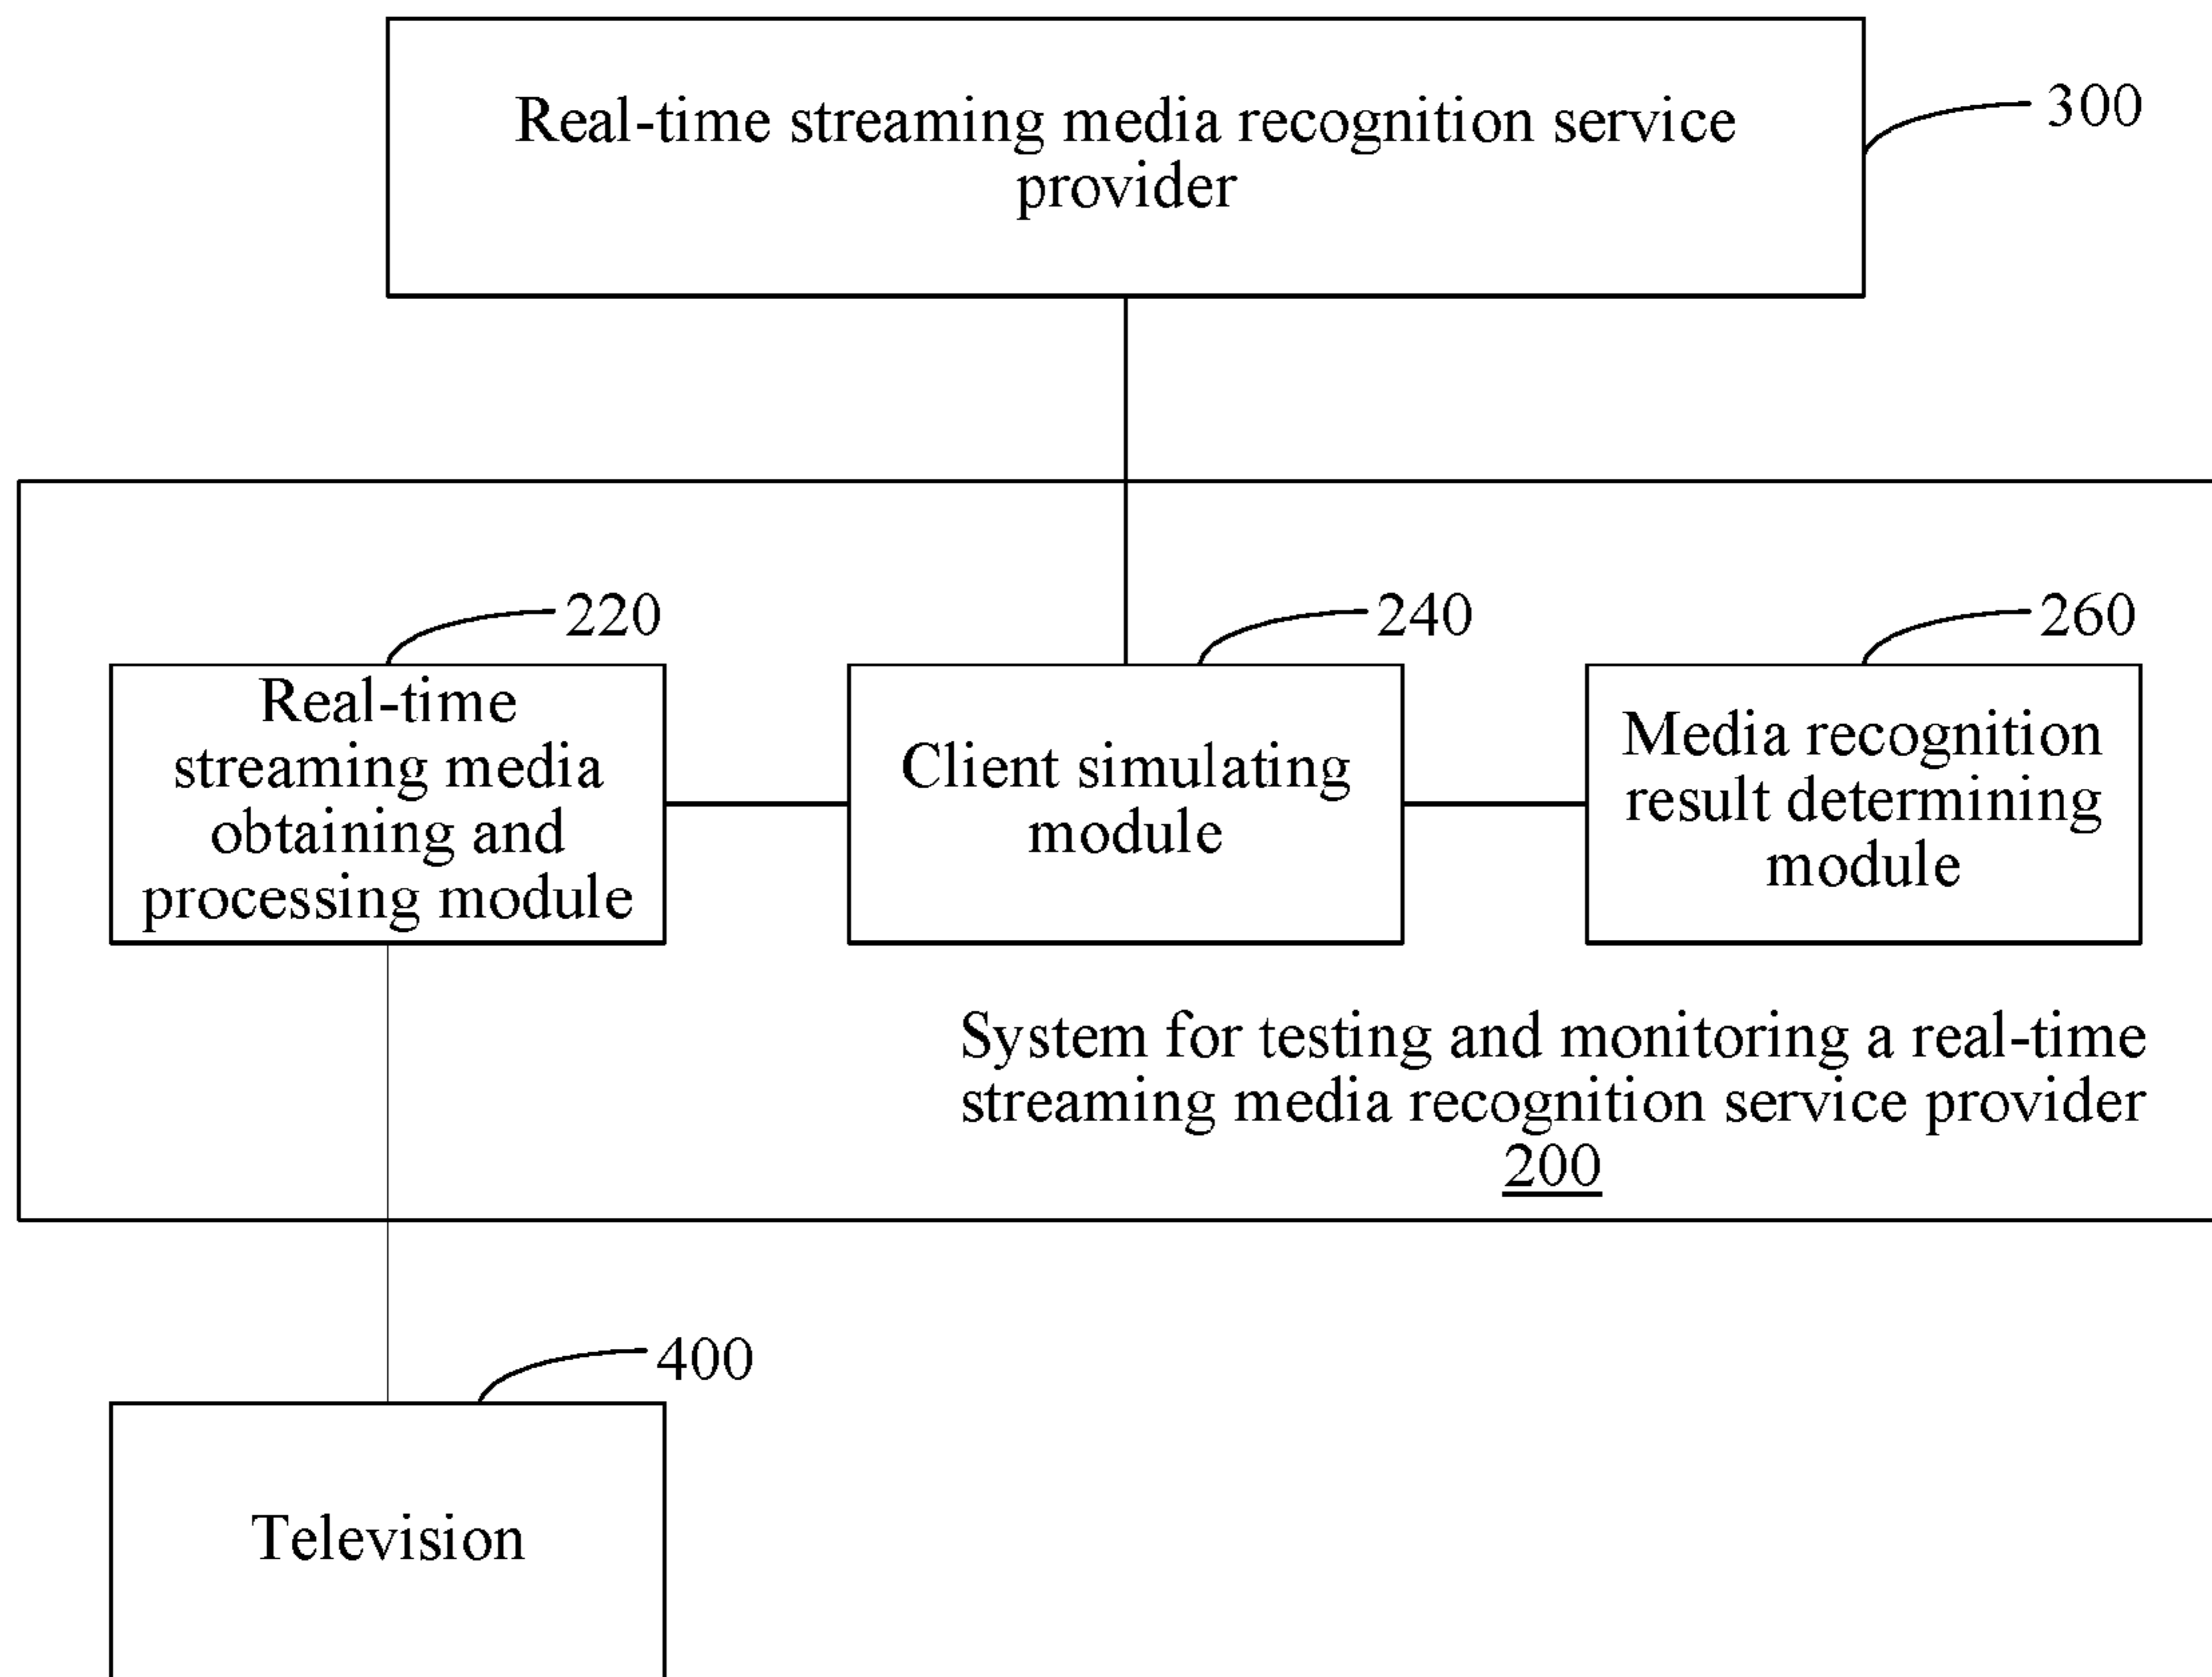 Real-time streaming media recognition service
provider
300
220
240
260
Real-time
streaming media
obtaining and
processing module
Client simulating
module
Media recognition
result determining
module
System for testing and monitoring a real-time
streaming media recognition service provider
200
400
Television